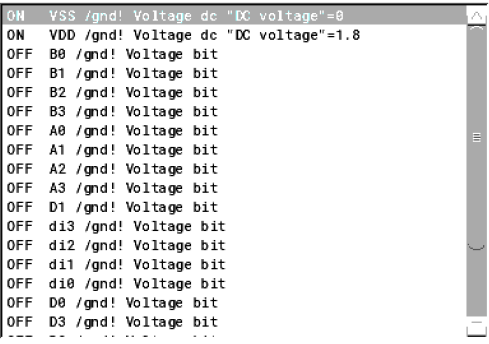 ON VSS /gnd! Voltage dc "DC voltage"=0
ON VDD /gnd! Voltage dc "DC voltage"=1.8
OFF B0 /gnd! Voltage bit
OFF B1 /gnd! Voltage bit
OFF B2 /gnd! Voltage bit
OFF B3 /gnd! Voltage bit
OFF A0 /gnd! Voltage bit
OFF A1 /gnd! Voltage bit
OFF A2 /gnd! Voltage bit
OFF A3 /gnd! Voltage bit
OFF D1 /gnd! Voltage bit
OFF di3 /gnd! Voltage bit
OFF di2 /gnd! Voltage bit
OFF di1 /gnd! Voltage bit
OFF di0 /gnd! Voltage bit
OFF D0 /gnd! Voltage bit
OFF D3 /gnd! Voltage bit